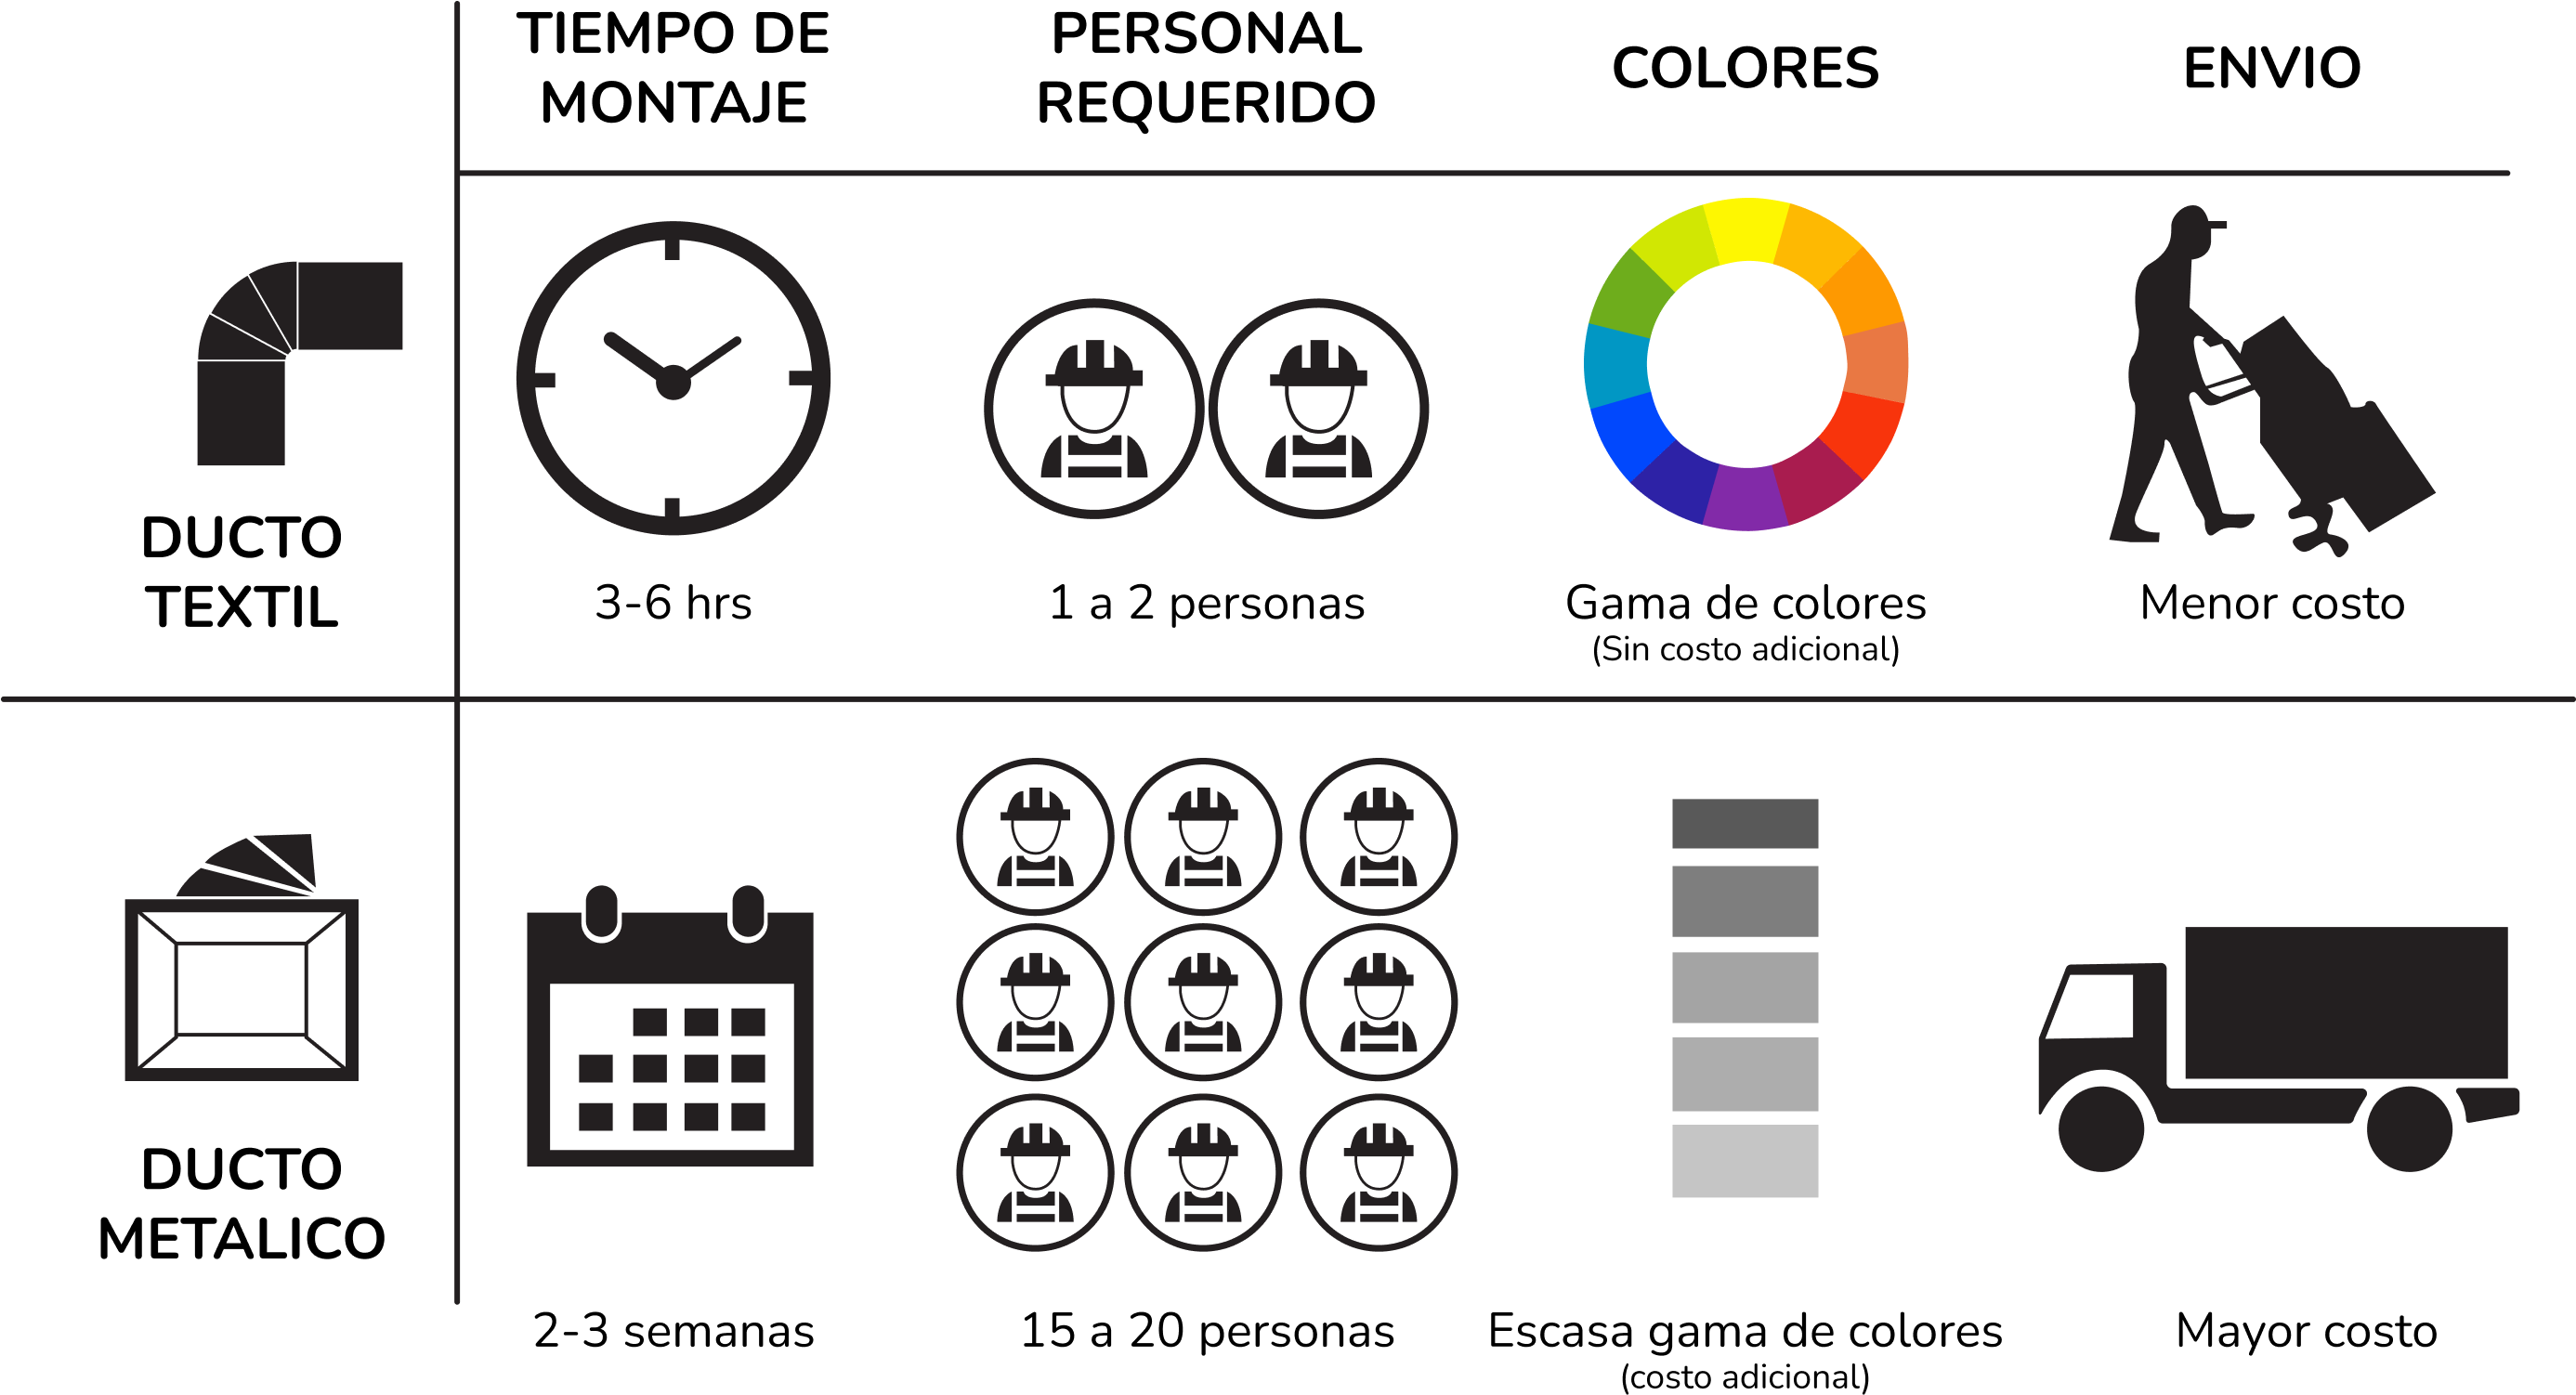 TIEMPO DE
MONTAJE
PERSONAL
REQUERIDO
COLORES
ENVIO
DUCTO
TEXTIL
3-6 hrs
1 a 2 personas
Gama de colores
(Sin costo adicional)
Menor costo
DUCTO
METALICO
2-3 semanas
15 a 20 personas
Escasa gama de colores
(costo adicional)
Mayor costo